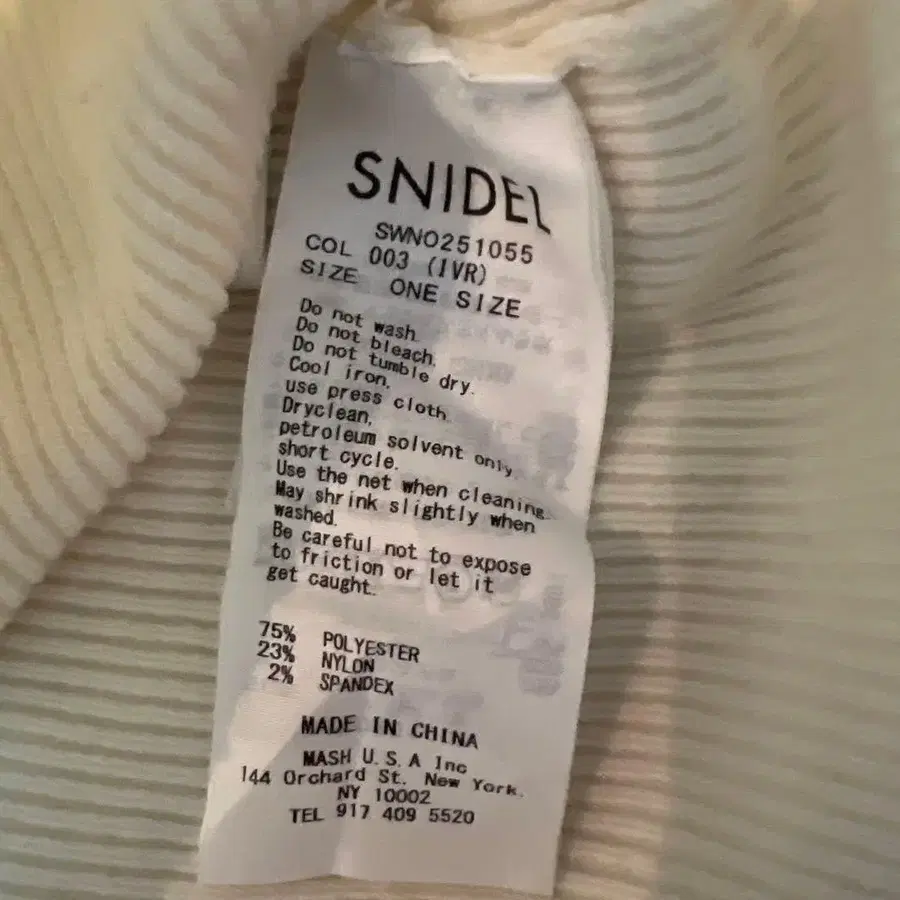 SNIDEL
SWNO251055
COL 003 (IVR)
SIZE ONE SIZE
Do not wash.
Do not bleach.
Do not tumble dry.
Cool iron,
use press cloth.
Dryclean,
petroleum solvent only,
short cycle.
Use the net when cleaning.
May shrink slightly when
washed.
Be careful not to expose
to friction or let it
get caught.
75% POLYESTER
23% NYLON
2% SPANDEX
MADE IN CHINA
MASH U.S.A Inc
144 Orchard St. New York.
NY 10002
TEL 917 409 5520